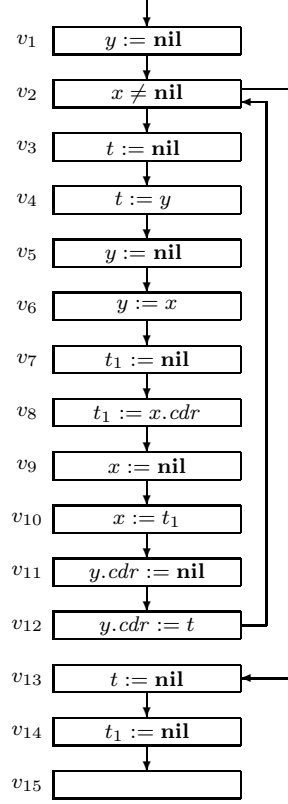 v₁ y := nil
v₂ x ≠ nil
v₃ t := nil
v₄ t := y
v₅ y := nil
v₆ y := x
v₇ t₁ := nil
v₈ t₁ := x.cdr
v₉ x := nil
v₁₀ x := t₁
v₁₁ y.cdr := nil
v₁₂ y.cdr := t
v₁₃ t := nil
v₁₄ t₁ := nil
v₁₅